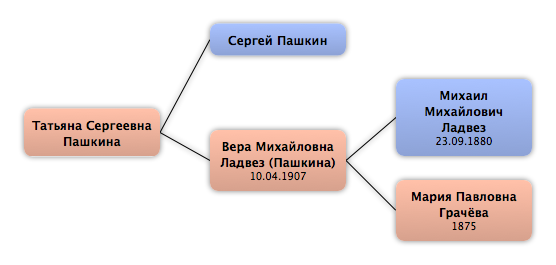 Сергей Пашкин
Татьяна Сергеевна
Пашкина
Вера Михайловна
Ладвез (Пашкина)
10.04.1907
Михаил
Михайлович
Ладвез
23.09.1880
Мария Павловна
Грачёва
1875